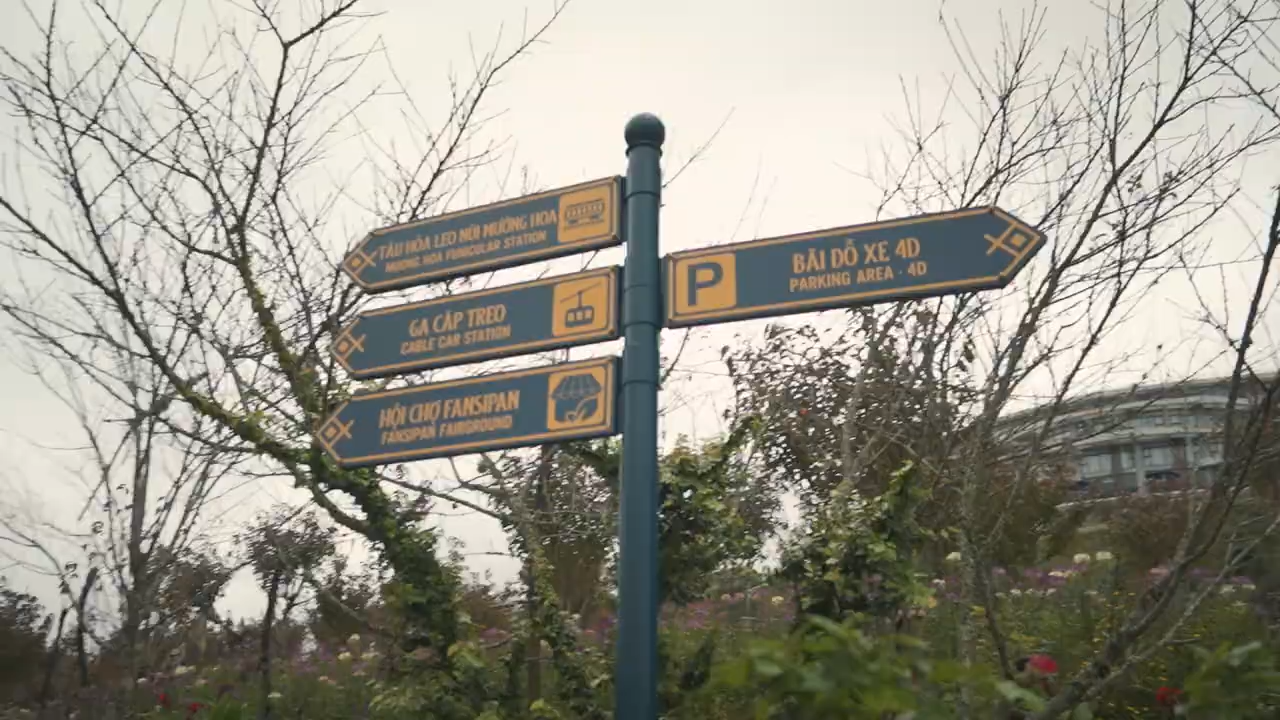 TÀU HỎA LEO NÚI MƯỜNG HOA
MUONG HOA FUNICULAR STATION
GA CÁP TREO
CABLE CAR STATION
HỘI CHỢ FANSIPAN
FANSIPAN FAIRGROUND
P
BÃI ĐỖ XE 4D
PARKING AREA - 4D